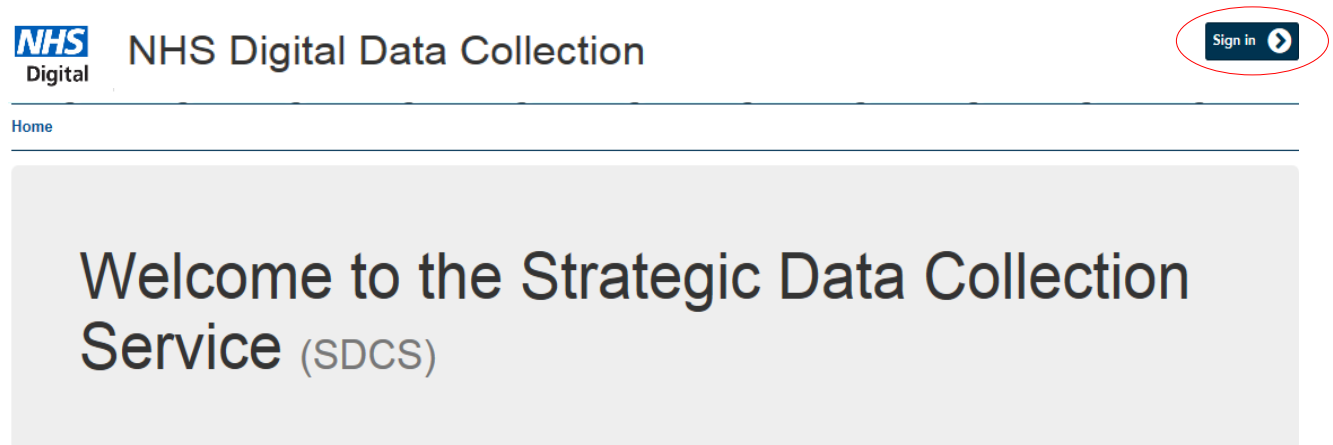 NHS
Digital
NHS Digital Data Collection
Sign in
Home
Welcome to the Strategic Data Collection
Service (SDCS)